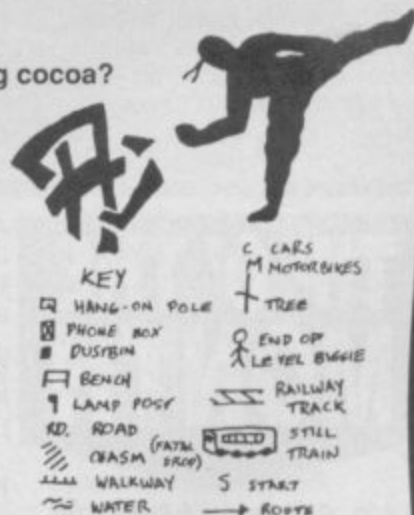 g cocoa?
KEY
HANG-ON POLE
PHONE BOX
DUSTBIN
BENCH
LAMP POST
RD. ROAD
CHASM (FATAL DROP)
WALKWAY
WATER
C CARS
M MOTORBIKES
TREE
END OF
LEVEL BIGGIE
RAILWAY
TRACK
STILL
TRAIN
S START
ROUTE